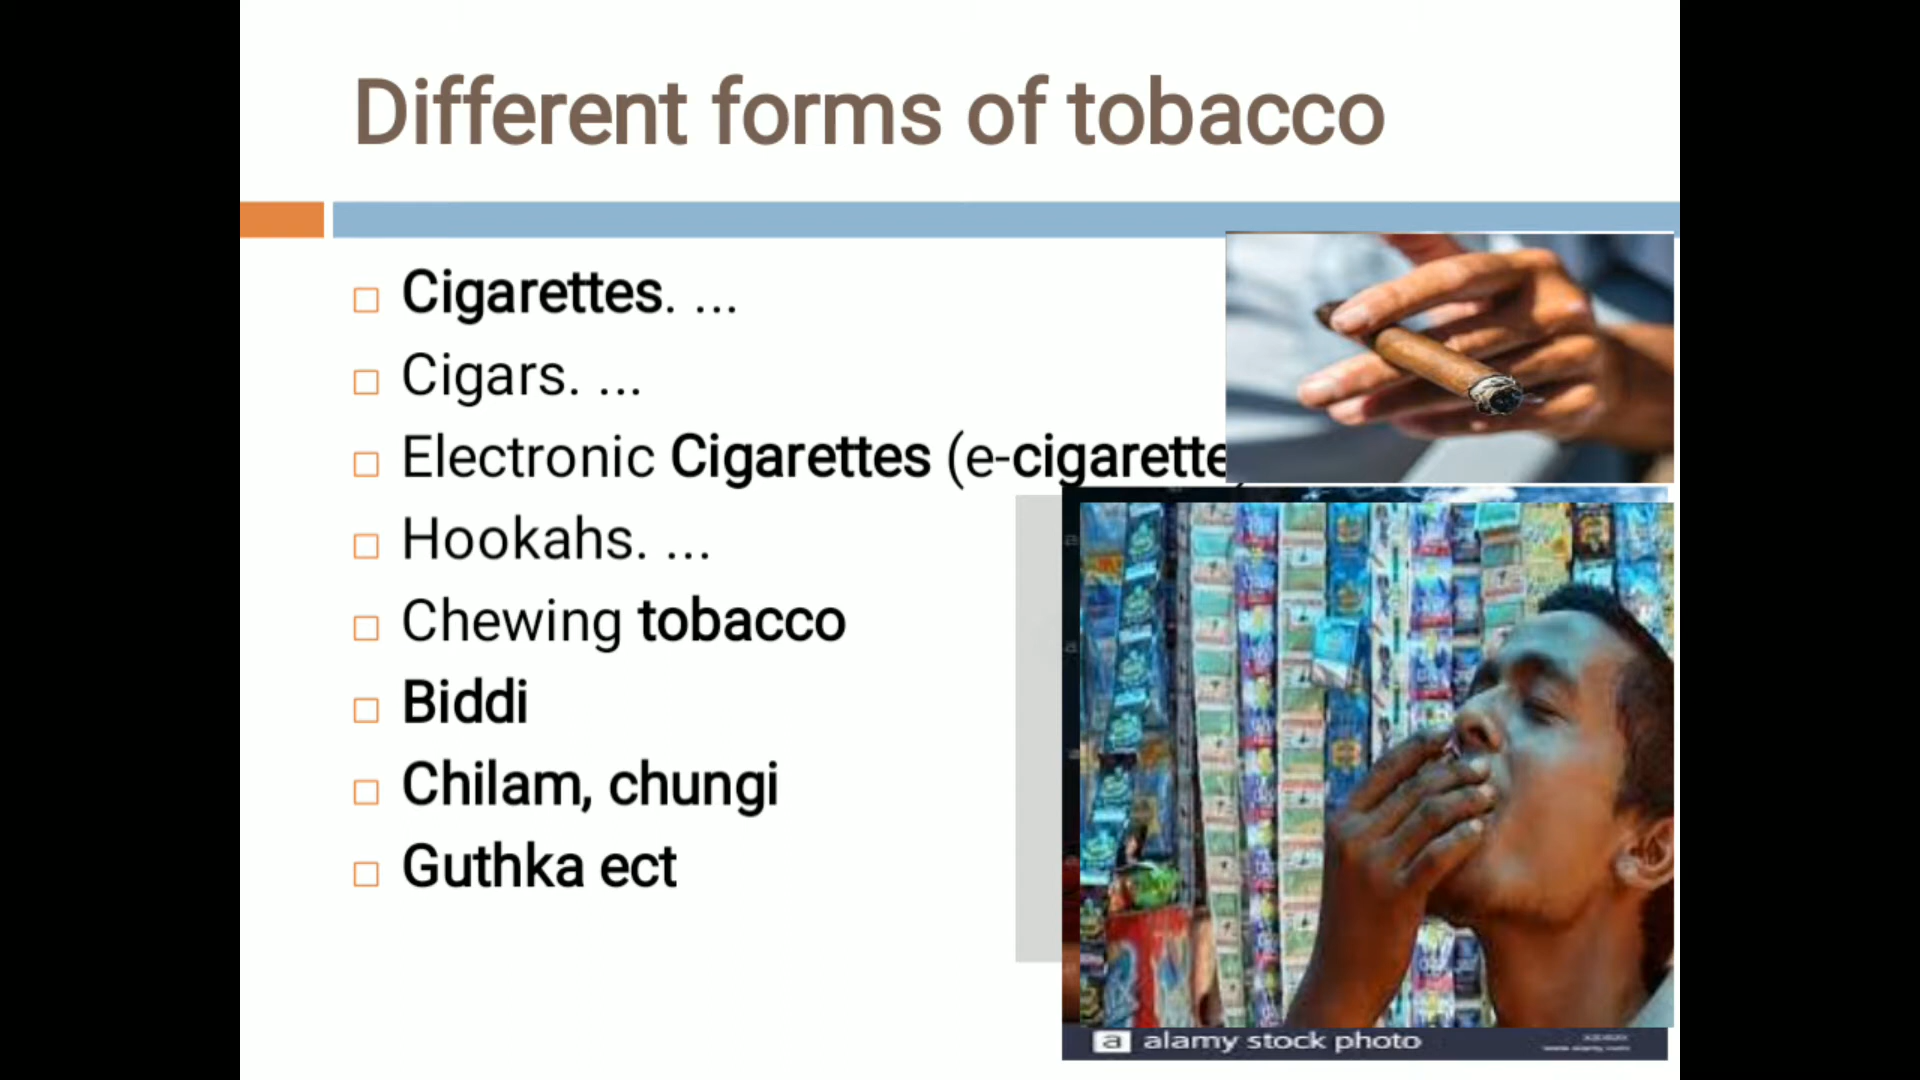 Different forms of tobacco
Cigarettes. ...
Cigars. ...
Electronic Cigarettes (e-cigarette
Hookahs. ...
Chewing tobacco
Biddi
Chilam, chungi
Guthka ect
a alamy stock photo